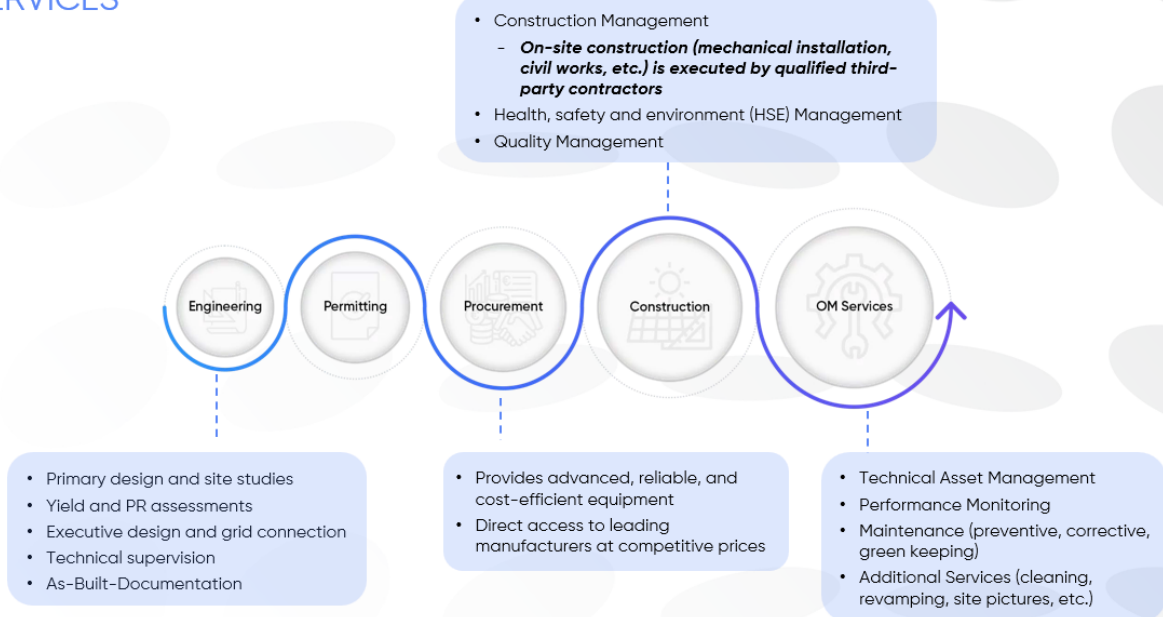 ERVICES
• Construction Management
- On-site construction (mechanical installation,
civil works, etc.) is executed by qualified third-
party contractors
• Health, safety and environment (HSE) Management
• Quality Management
Engineering
Permitting
Procurement
Construction
OM Services
• Primary design and site studies
• Yield and PR assessments
• Executive design and grid connection
• Technical supervision
• As-Built-Documentation
• Provides advanced, reliable, and
cost-efficient equipment
• Direct access to leading
manufacturers at competitive prices
• Technical Asset Management
• Performance Monitoring
• Maintenance (preventive, corrective,
green keeping)
• Additional Services (cleaning,
revamping, site pictures, etc.)